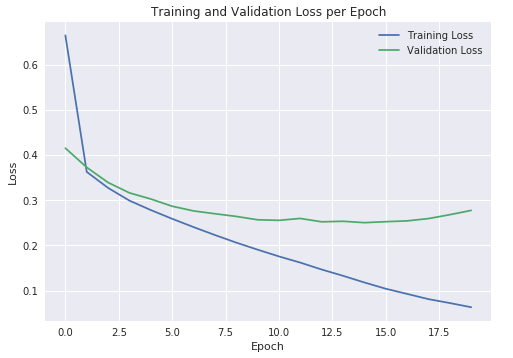 Training and Validation Loss per Epoch
Training Loss
Validation Loss
Loss
0.6
0.5
0.4
0.3
0.2
0.1
0.0 2.5 5.0 7.5 10.0 12.5 15.0 17.5
Epoch